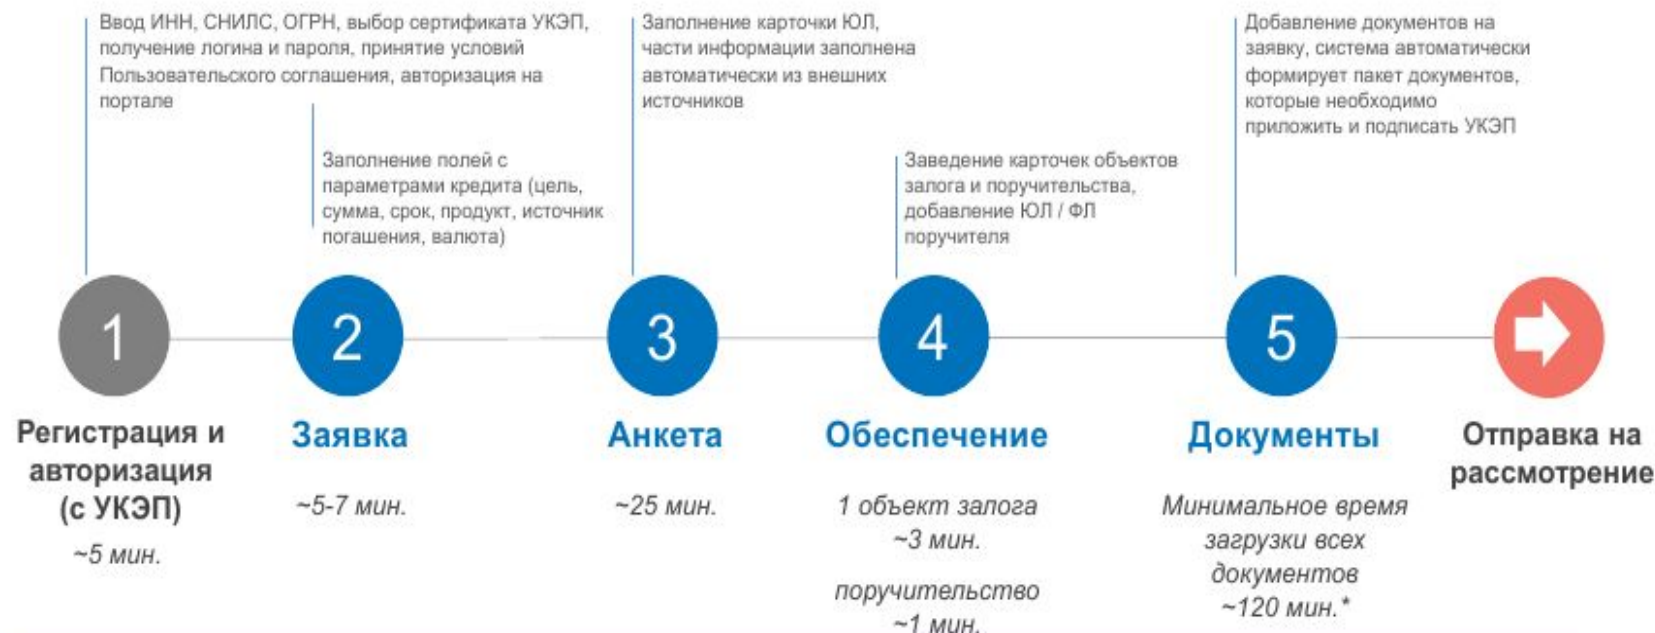 Ввод ИНН, СНИЛС, ОГРН, выбор сертификата УКЭП,
получение логина и пароля, принятие условий
Пользовательского соглашения, авторизация на
портале
Заполнение полей с
параметрами кредита (цель,
сумма, срок, продукт, источник
погашения, валюта)
Заполнение карточки ЮЛ,
части информации заполнена
автоматически из внешних
источников
Заведение карточек объектов
залога и поручительства,
добавление ЮЛ / ФЛ
поручителя
Добавление документов на
заявку, система автоматически
формирует пакет документов,
которые необходимо
приложить и подписать УКЭП
1
2
3
4
5
Регистрация и
авторизация
(с УКЭП)
~5 мин.
Заявка
~5-7 мин.
Анкета
~25 мин.
Обеспечение
1 объект залога
~3 мин.
поручительство
~1 мин.
Документы
Минимальное время
загрузки всех
документов
~120 мин.*
Отправка на
рассмотрение